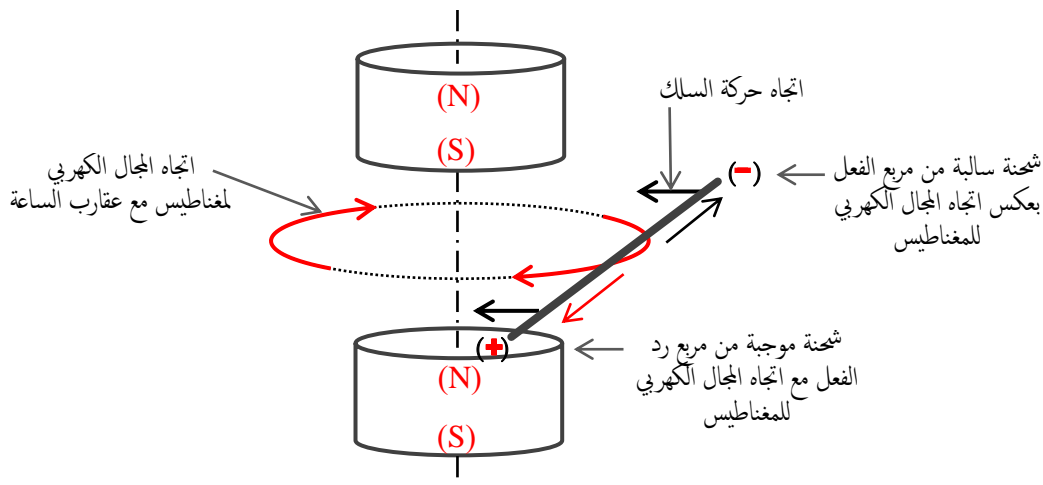 (N)
(S)
اتجاه حركة السلك
(-)
شحنة سالبة من مربع الفعل
بعكس اتجاه المجال الكهربي
للمغناطيس
اتجاه المجال الكهربي
لمغناطيس مع عقارب الساعة
(+)
شحنة موجبة من مربع رد
الفعل مع اتجاه المجال الكهربي
للمغناطيس
(N)
(S)